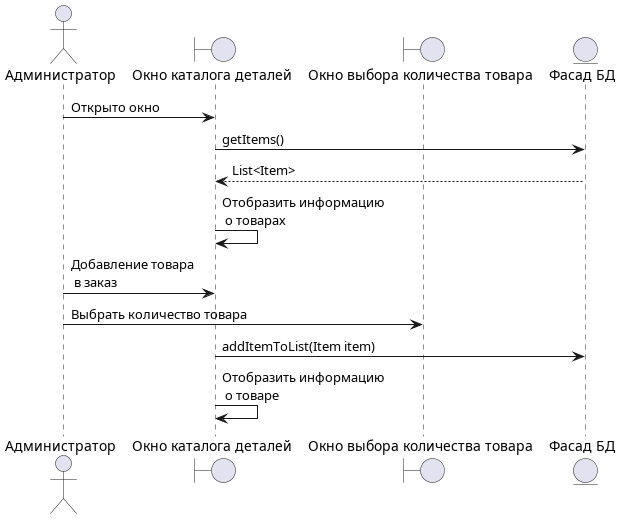 Администратор
Окно каталога деталей
Окно выбора количества товара
Фасад БД
Открыто окно
getItems()
List<Item>
Отобразить информацию
о товарах
Добавление товара
в заказ
Выбрать количество товара
addItemToList(Item item)
Отобразить информацию
о товаре
Администратор
Окно каталога деталей
Окно выбора количества товара
Фасад БД